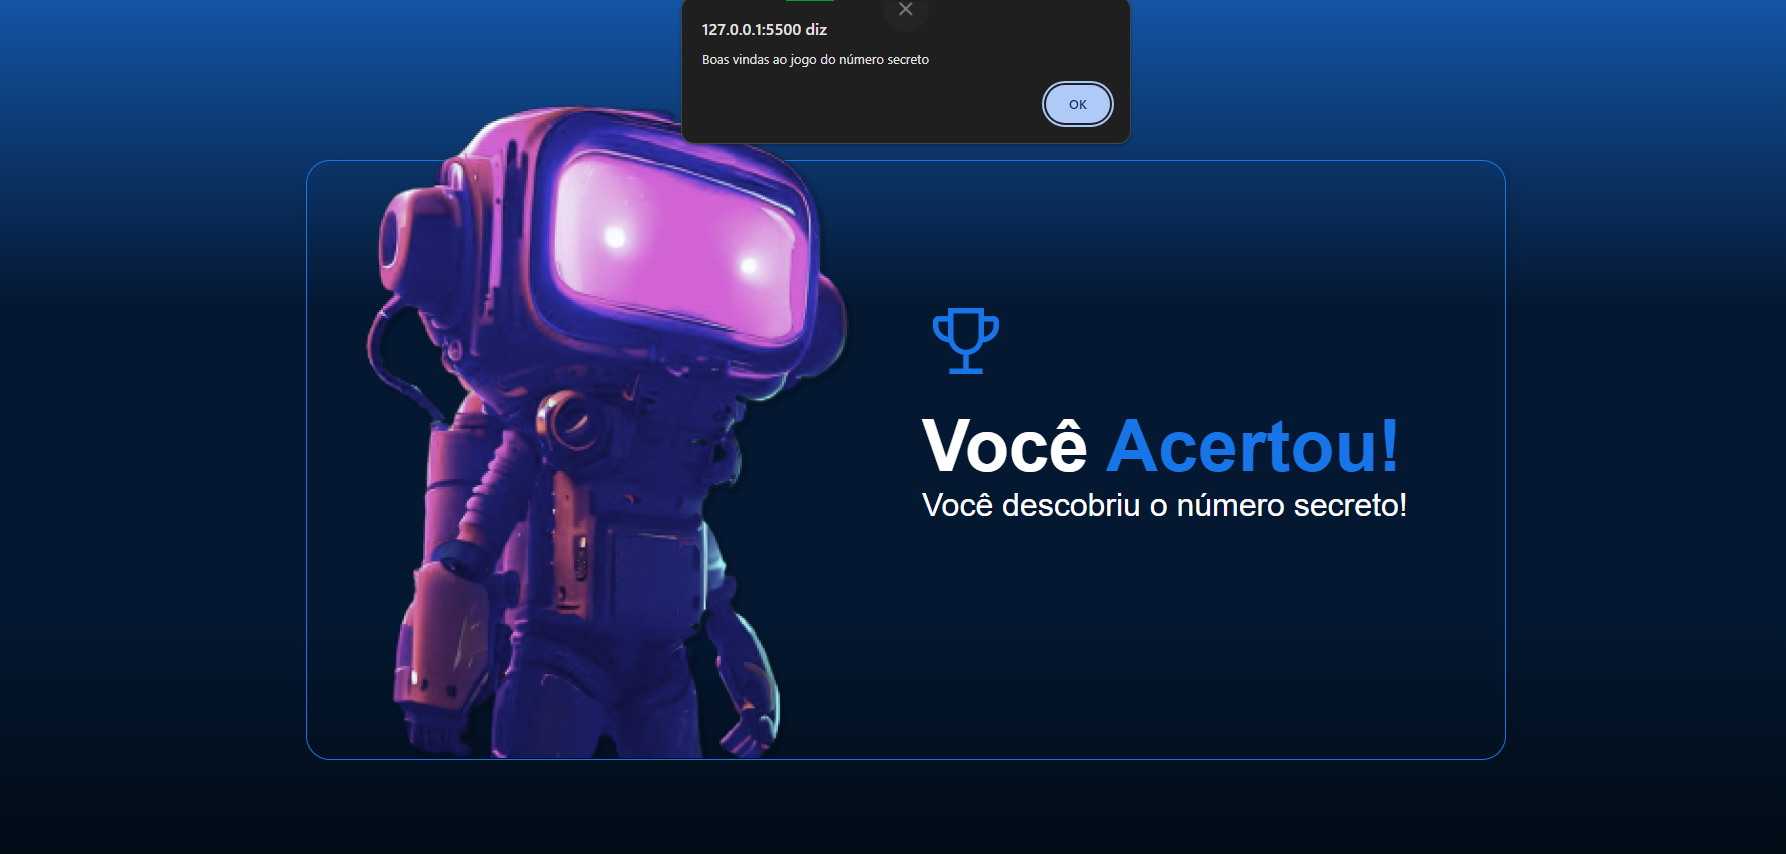 127.0.0.1:5500 diz
Boas vindas ao jogo do número secreto
OK
Você Acertou!
Você descobriu o número secreto!